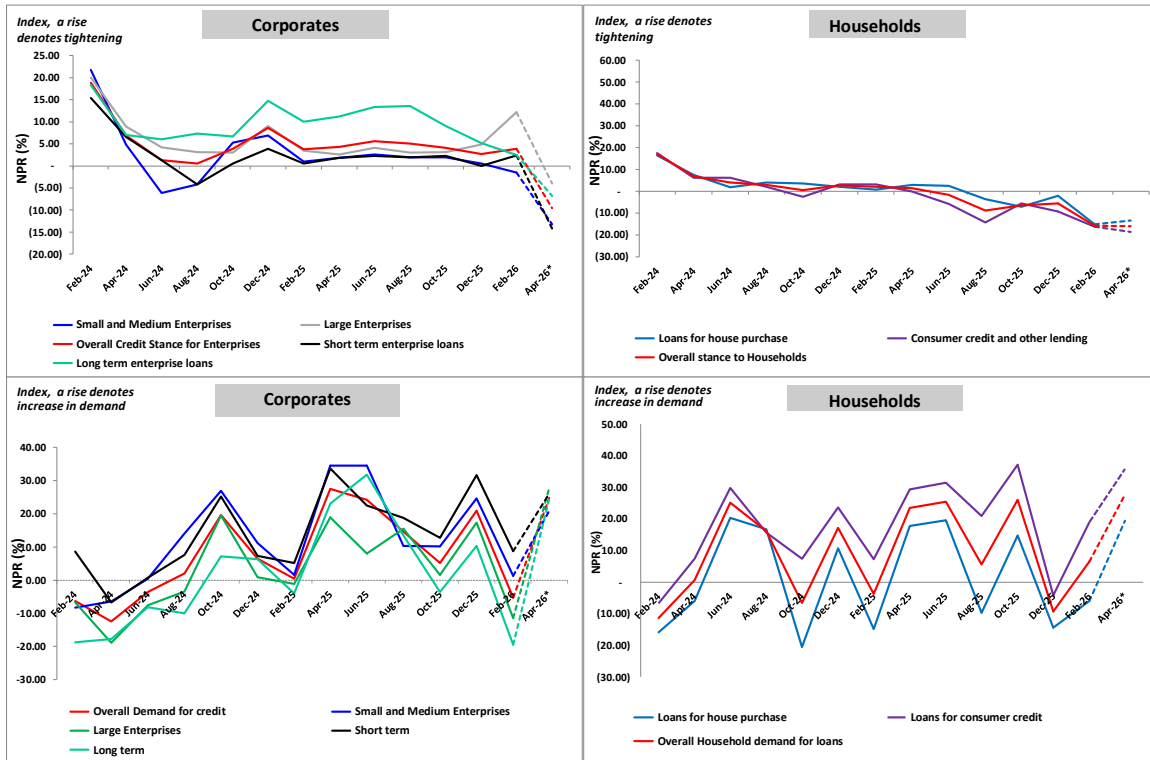 Index, a rise
denotes tightening
Corporates
NPR (%)
25.00
20.00
15.00
10.00
5.00
-
(5.00)
(10.00)
(15.00)
(20.00)
Feb-24
Apr-24
Jun-24
Aug-24
Oct-24
Dec-24
Feb-25
Apr-25
Jun-25
Aug-25
Oct-25
Dec-25
Feb-26
Apr-26*
Small and Medium Enterprises
Large Enterprises
Overall Credit Stance for Enterprises
Short term enterprise loans
Long term enterprise loans
Index, a rise denotes
tightening
Households
NPR (%)
60.00
50.00
40.00
30.00
20.00
10.00
-
(10.00)
(20.00)
(30.00)
Feb-24
Apr-24
Jun-24
Aug-24
Oct-24
Dec-24
Feb-25
Apr-25
Jun-25
Aug-25
Oct-25
Dec-25
Feb-26
Apr-26*
Loans for house purchase
Consumer credit and other lending
Overall stance to Households
Index, a rise denotes
increase in demand
Corporates
NPR (%)
40.00
30.00
20.00
10.00
0.00
-10.00
-20.00
-30.00
Feb-24
Apr-24
Jun-24
Aug-24
Oct-24
Dec-24
Feb-25
Apr-25
Jun-25
Aug-25
Oct-25
Dec-25
Feb-26
Apr-26*
Overall Demand for credit
Small and Medium Enterprises
Large Enterprises
Short term
Long term
Index, a rise denotes
increase in demand
Households
NPR (%)
50.00
40.00
30.00
20.00
10.00
-
(10.00)
(20.00)
(30.00)
Feb-24
Apr-24
Jun-24
Aug-24
Oct-24
Dec-24
Feb-25
Apr-25
Jun-25
Aug-25
Oct-25
Dec-25
Feb-26
Apr-26*
Loans for house purchase
Loans for consumer credit
Overall Household demand for loans